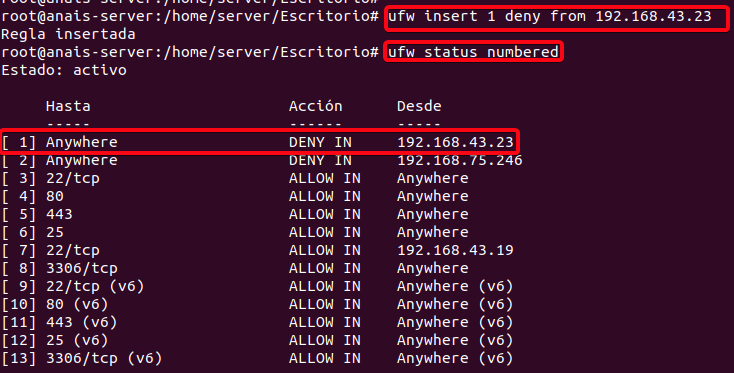 root@anais-server:/home/server/Escritorio#
root@anais-server:/home/server/Escritorio# ufw insert 1 deny from 192.168.43.23
Regla insertada
root@anais-server:/home/server/Escritorio# ufw status numbered
Estado: activo
Hasta Acción Desde
----- ------ -----
[ 1] Anywhere DENY IN 192.168.43.23
[ 2] Anywhere DENY IN 192.168.75.246
[ 3] 22/tcp ALLOW IN Anywhere
[ 4] 80 ALLOW IN Anywhere
[ 5] 443 ALLOW IN Anywhere
[ 6] 25 ALLOW IN Anywhere
[ 7] 22/tcp ALLOW IN 192.168.43.19
[ 8] 3306/tcp ALLOW IN Anywhere
[ 9] 22/tcp (v6) ALLOW IN Anywhere (v6)
[10] 80 (v6) ALLOW IN Anywhere (v6)
[11] 443 (v6) ALLOW IN Anywhere (v6)
[12] 25 (v6) ALLOW IN Anywhere (v6)
[13] 3306/tcp (v6) ALLOW IN Anywhere (v6)